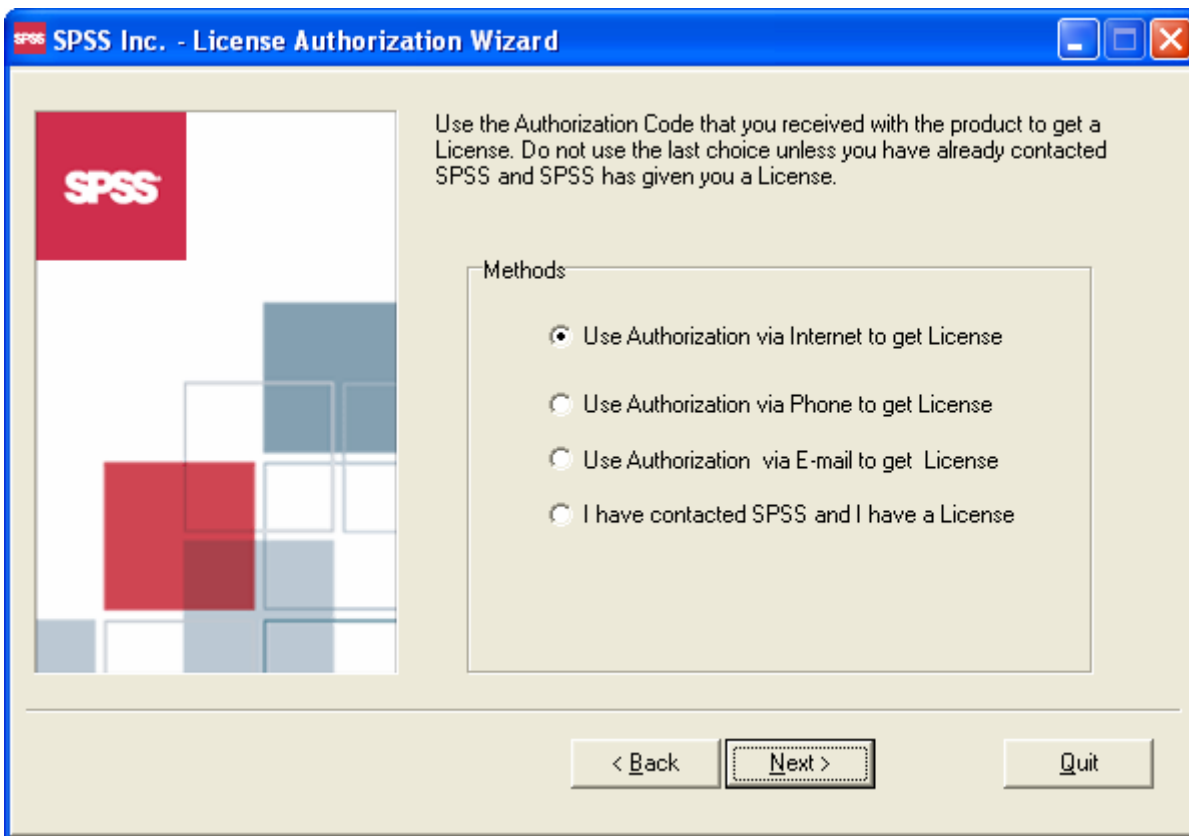 SPSS SPSS Inc. - License Authorization Wizard
SPSS
Use the Authorization Code that you received with the product to get a
License. Do not use the last choice unless you have already contacted
SPSS and SPSS has given you a License.
Methods
Use Authorization via Internet to get License
Use Authorization via Phone to get License
Use Authorization  via E-mail to get  License
I have contacted SPSS and I have a License
< Back Next > Quit